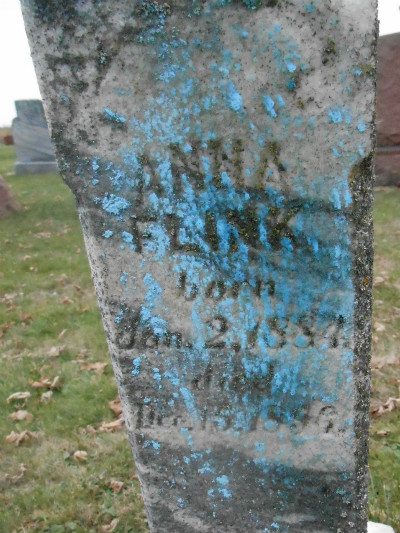 ANNA
FLINK
born
Jan. 2, 1884.
died